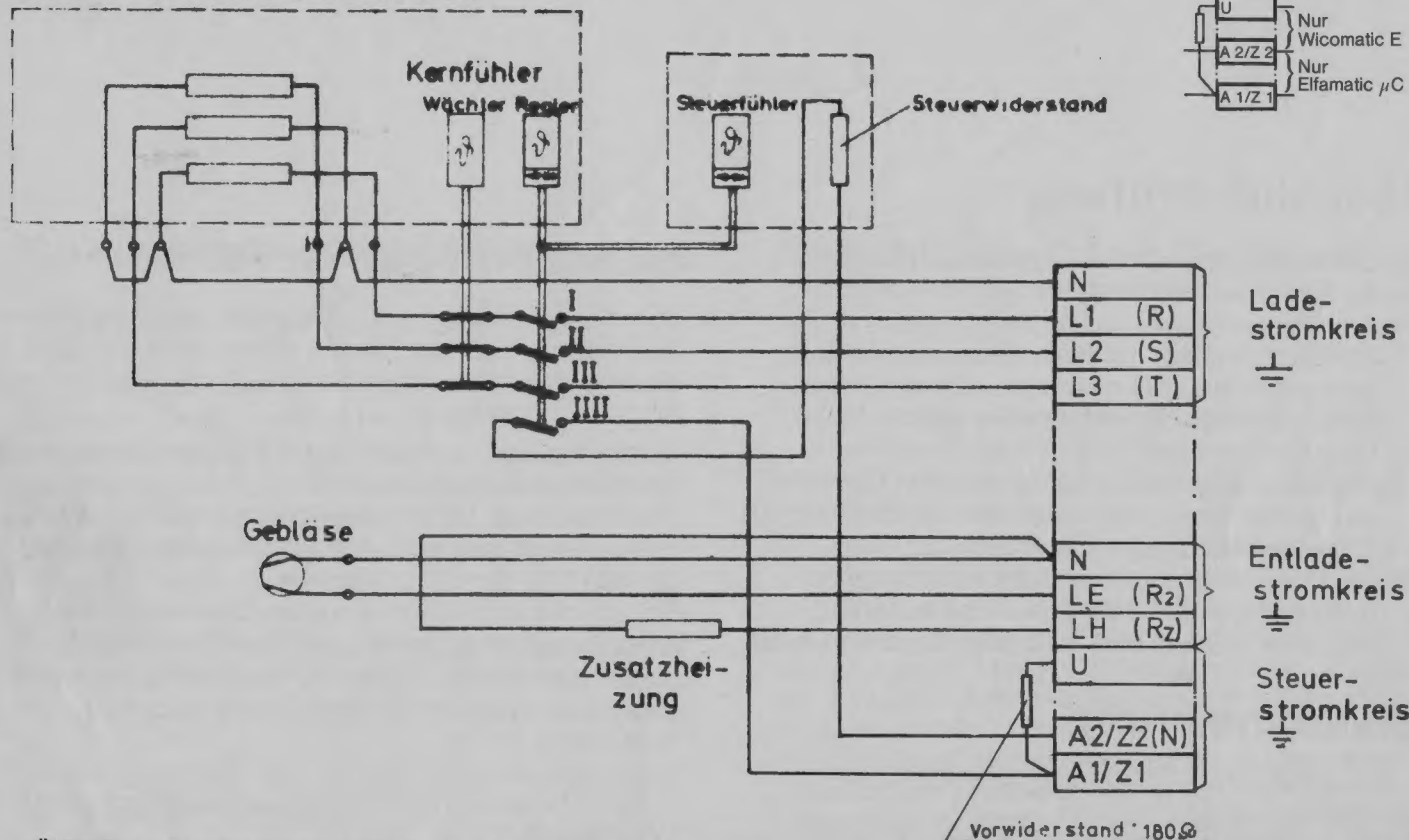 U
Nur
Wicomatic E
A 2/Z 2
Nur
Elfamatic µC
A 1/Z 1
Kernfühler
Wächter Regler
ϑ
ϑ
Steuerfühler
ϑ
Steuerwiderstand
I
II
III
IIII
N
L1 (R)
L2 (S)
L3 (T)
Lade-
stromkreis
Gebläse
Zusatzhei-
zung
N
LE (R2)
LH (Rz)
Entlade-
stromkreis
U
A2/Z2(N)
A1/Z1
Steuer-
stromkreis
Vorwiderstand 180Ω